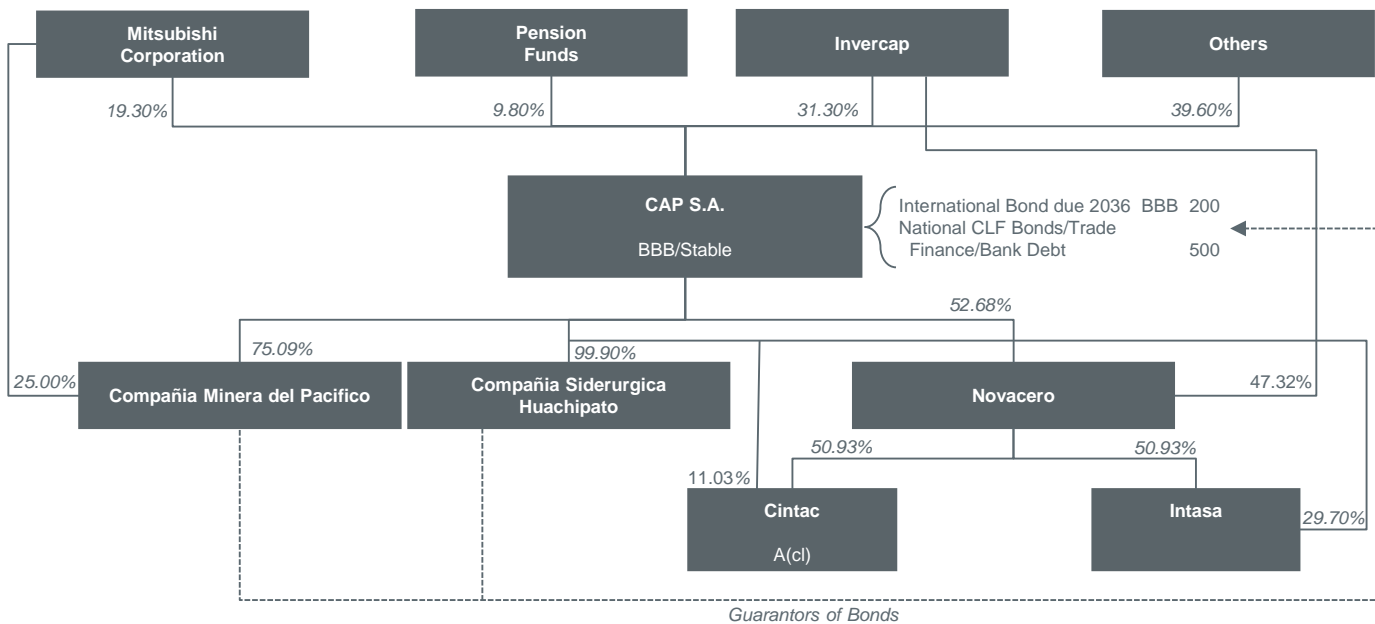 Mitsubishi
Corporation
Pension
Funds
Invercap
Others
19.30%
9.80%
31.30%
39.60%
CAP S.A.
BBB/Stable
International Bond due 2036 BBB 200
National CLF Bonds/Trade
Finance/Bank Debt 500
52.68%
75.09%
99.90%
25.00%
Compañia Minera del Pacifico
Compañia Siderurgica
Huachipato
Novacero
47.32%
50.93%
50.93%
11.03%
Cintac
A(cl)
Intasa
29.70%
Guarantors of Bonds